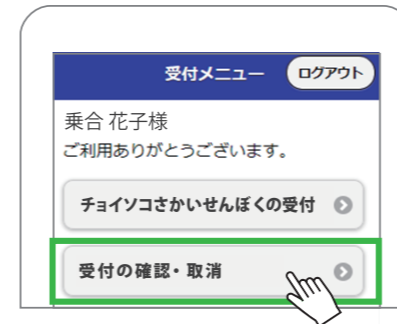 受付メニュー
ログアウト
乗合 花子様
ご利用ありがとうございます。
チョイソコさかいせんぼくの受付
受付の確認・取消